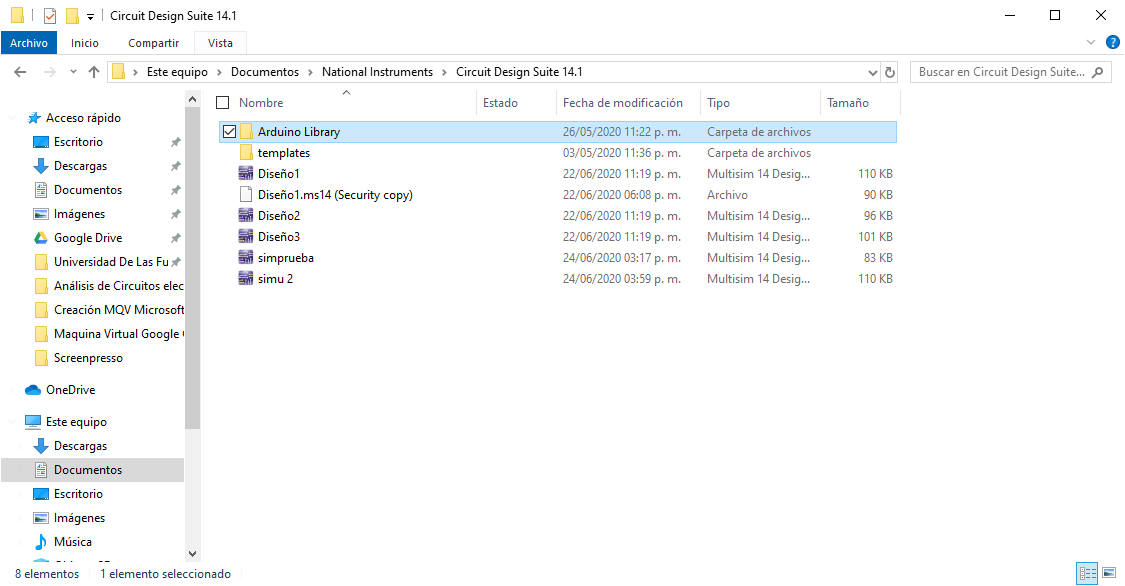 Circuit Design Suite 14.1
Archivo Inicio Compartir Vista
Este equipo Documentos National Instruments Circuit Design Suite 14.1 Buscar en Circuit Design Suite...
Acceso rápido
Escritorio
Descargas
Documentos
Imágenes
Google Drive
Universidad De Las Fu
Análisis de Circuitos elec
Creación MQV Microsoft
Maquina Virtual Google
Screenpresso
OneDrive
Este equipo
Descargas
Documentos
Escritorio
Imágenes
Música
Nombre Estado Fecha de modificación Tipo Tamaño
Arduino Library 26/05/2020 11:22 p. m. Carpeta de archivos
templates 03/05/2020 11:36 p. m. Carpeta de archivos
Diseño1 22/06/2020 11:19 p. m. Multisim 14 Desig... 110 KB
Diseño1.ms14 (Security copy) 22/06/2020 06:08 p. m. Archivo 90 KB
Diseño2 22/06/2020 11:19 p. m. Multisim 14 Desig... 96 KB
Diseño3 22/06/2020 11:19 p. m. Multisim 14 Desig... 101 KB
simprueba 24/06/2020 03:17 p. m. Multisim 14 Desig... 83 KB
simu 2 24/06/2020 03:59 p. m. Multisim 14 Desig... 110 KB
8 elementos 1 elemento seleccionado